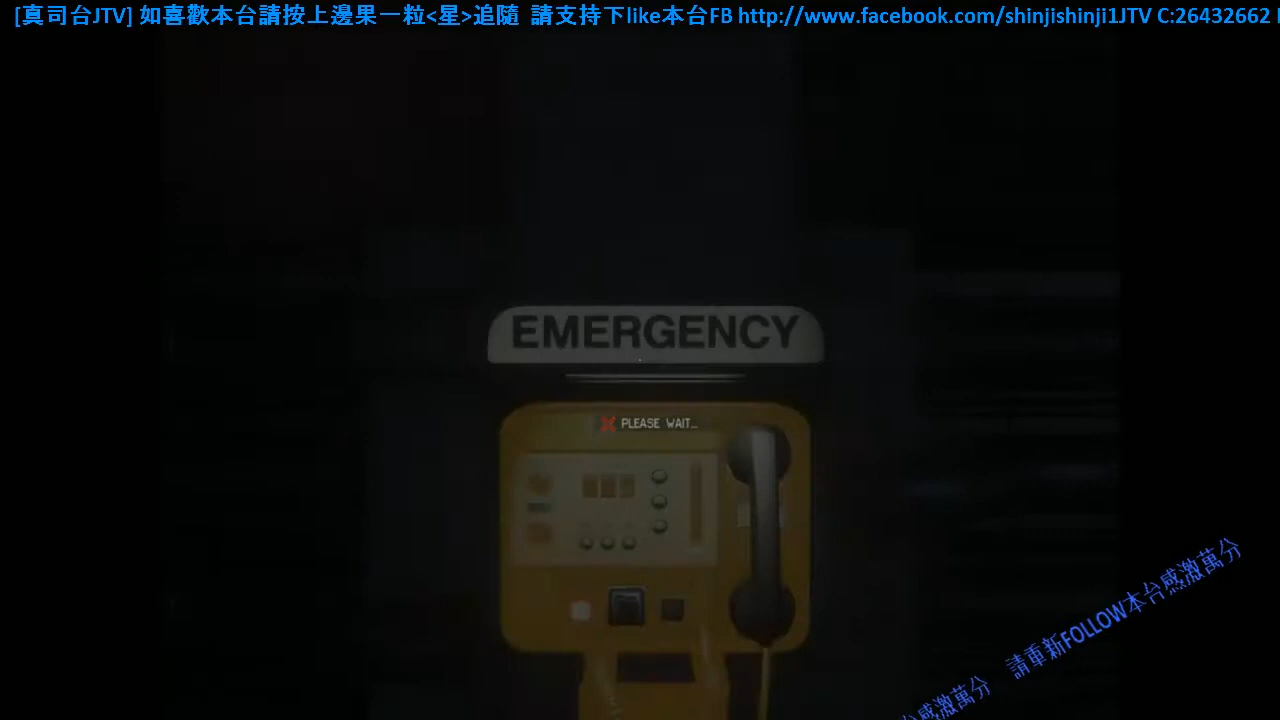 [真司台JTV] 如喜歡本台請按上邊果一粒<星>追隨 請支持下like本台FB http://www.facebook.com/shinjishinji1JTV C:26432662
EMERGENCY
PLEASE WAIT...
請重新FOLLOW本台感激萬分
台感激萬分